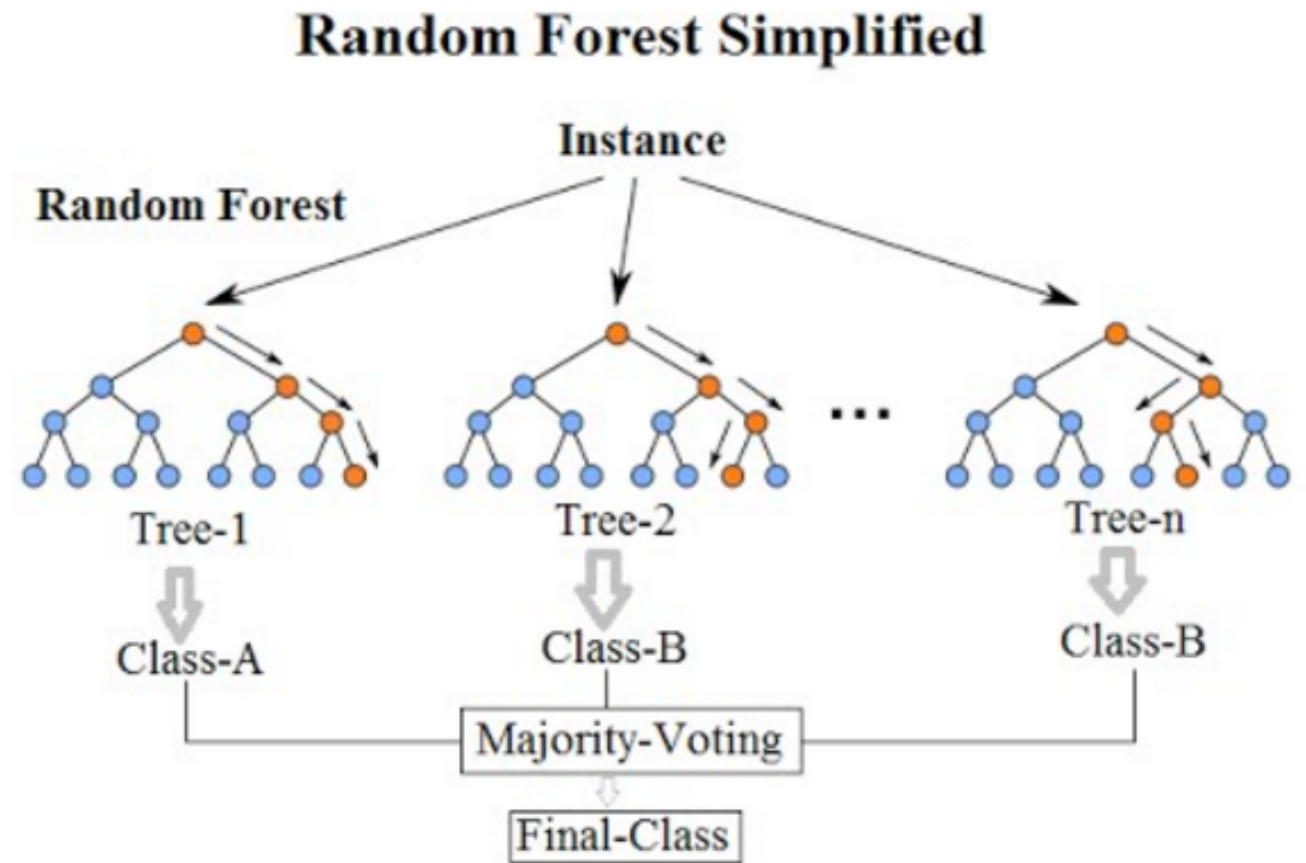 Random Forest Simplified
Instance
Random Forest
...
Tree-1
Tree-2
Tree-n
Class-A
Class-B
Class-B
Majority-Voting
Final-Class